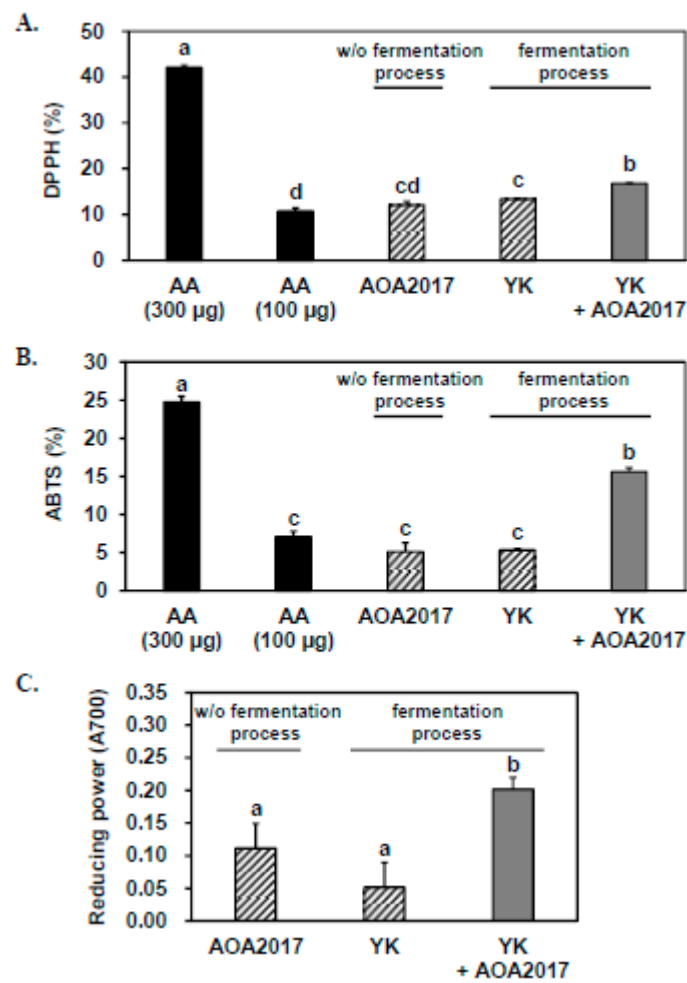 A.
50
40
30
20
10
0
DPPH (%)
w/o fermentation
process
fermentation
process
a
d
cd
c
b
AA
(300 µg)
AA
(100 µg)
AOA2017
YK
YK
+ AOA2017
B.
30
25
20
15
10
5
0
ABTS (%)
w/o fermentation
process
fermentation
process
a
c
c
c
b
AA
(300 µg)
AA
(100 µg)
AOA2017
YK
YK
+ AOA2017
C.
0.35
0.30
0.25
0.20
0.15
0.10
0.05
0.00
Reducing power (A700)
w/o fermentation
process
fermentation
process
a
a
b
AOA2017
YK
YK
+ AOA2017